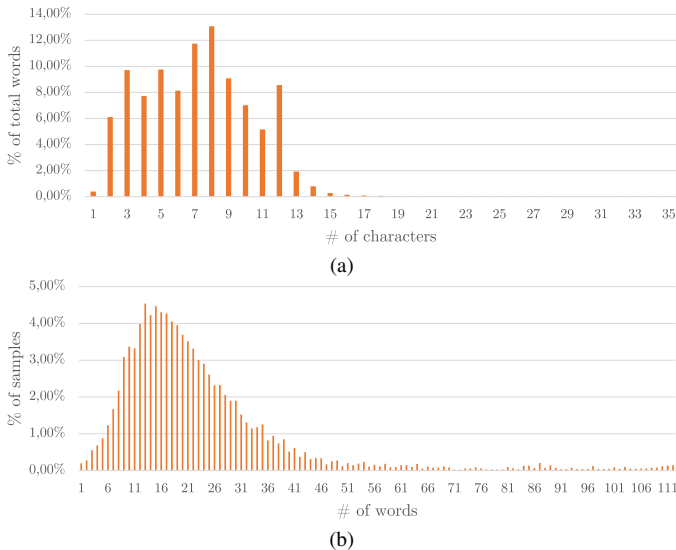 14,00%
12,00%
10,00%
8,00%
6,00%
4,00%
2,00%
0,00%
% of total words
1 3 5 7 9 11 13 15 17 19 21 23 25 27 29 31 33 35
# of characters
(a)
5,00%
4,00%
3,00%
2,00%
1,00%
0,00%
% of samples
1 6 11 16 21 26 31 36 41 46 51 56 61 66 71 76 81 86 91 96 101 106 111
# of words
(b)